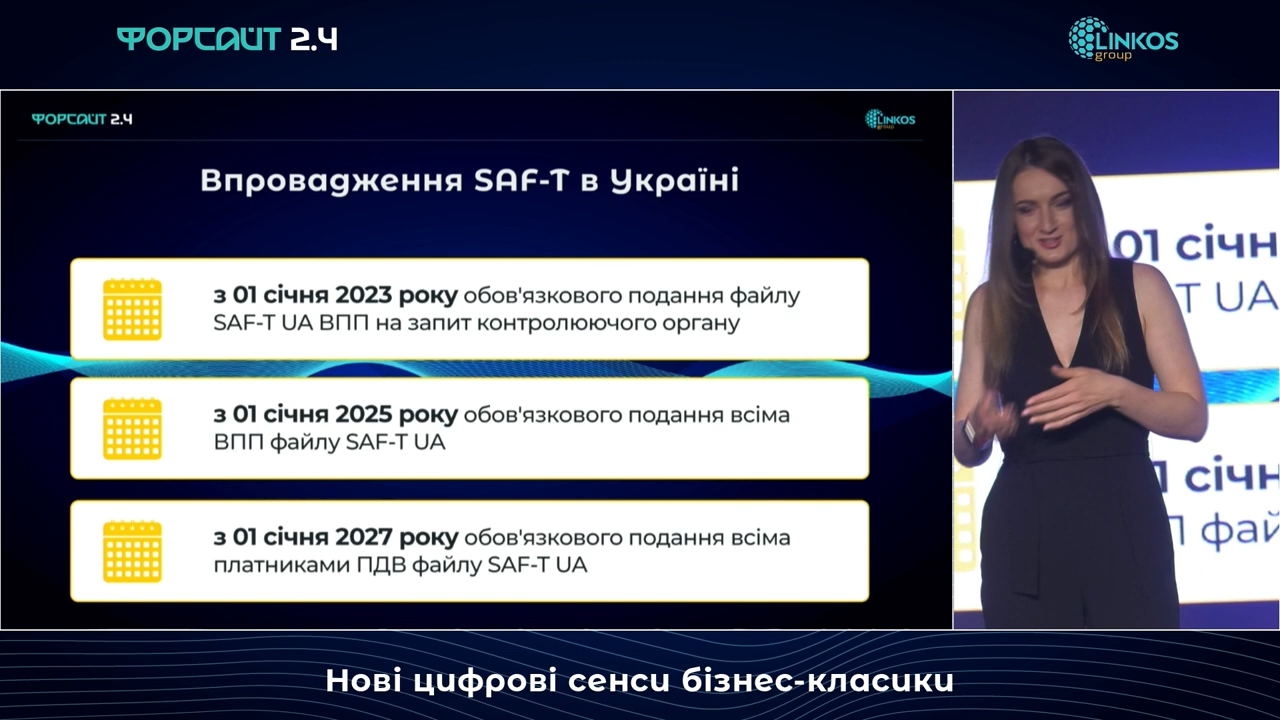 ФОРСАЙТ 2.4
LINKOS
group
ФОРСАЙТ 2.4
LINKOS
group
Впровадження SAF-T в Україні
з 01 січня 2023 року обов'язкового подання файлу
SAF-T UA ВПП на запит контролюючого органу
з 01 січня 2025 року обов'язкового подання всіма
ВПП файлу SAF-T UA
з 01 січня 2027 року обов'язкового подання всіма
платниками ПДВ файлу SAF-T UA
01 січн
T UA
1 січн
П фай
Нові цифрові сенси бізнес-класики